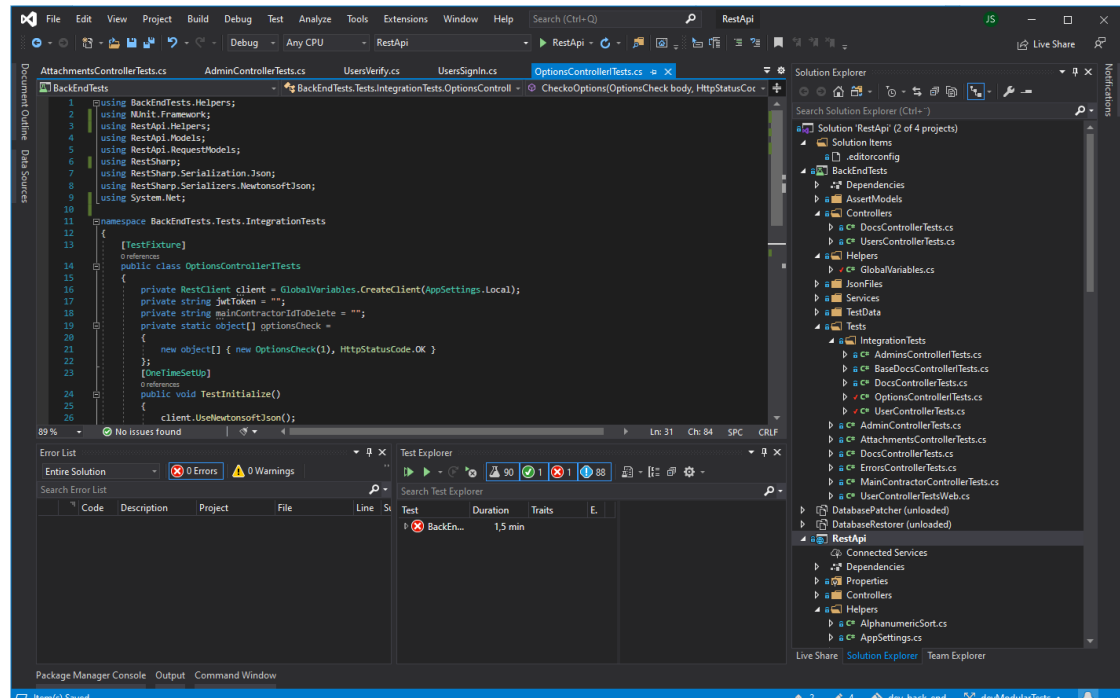 File Edit View Project Build Debug Test Analyze Tools Extensions Window Help Search (Ctrl+Q) RestApi JS
Debug Any CPU RestApi RestApi Live Share
Document Outline
Data Sources
AttachmentsControllerTests.cs AdminControllerTests.cs UsersVerify.cs UsersSignIn.cs OptionsControllerITests.cs
BackEndTests BackEndTests.Tests.IntegrationTests.OptionsControll CheckoOptions(OptionsCheck body, HttpStatusCoc
1 using BackEndTests.Helpers;
2 using NUnit.Framework;
3 using RestApi.Helpers;
4 using RestApi.Models;
5 using RestApi.RequestModels;
6 using RestSharp;
7 using RestSharp.Serialization.Json;
8 using RestSharp.Serializers.NewtonsoftJson;
9 using System.Net;
10
11 namespace BackEndTests.Tests.IntegrationTests
12 {
13 [TestFixture]
0 references
14 public class OptionsControllerITests
15 {
16 private RestClient client = GlobalVariables.CreateClient(AppSettings.Local);
17 private string jwtToken = "";
18 private string mainContractorIdToDelete = "";
19 private static object[] optionsCheck =
20 {
21 new object[] { new OptionsCheck(1), HttpStatusCode.OK }
22 };
23 [OneTimeSetUp]
0 references
24 public void TestInitialize()
25 {
26 client.UseNewtonsoftJson();
89 % No issues found Ln: 31 Ch: 84 SPC CRLF
Error List
Entire Solution 0 Errors 0 Warnings
Search Error List
Code Description Project File Line Su
Test Explorer
90 1 1 88
Search Test Explorer
Test Duration Traits E.
BackEn... 1,5 min
Package Manager Console Output Command Window
Item(s) Saved
2 4 dev_back_end devModularTests
Solution Explorer
Search Solution Explorer (Ctrl+¨)
Solution 'RestApi' (2 of 4 projects)
Solution Items
.editorconfig
BackEndTests
Dependencies
AssertModels
Controllers
C# DocsControllerTests.cs
C# UsersControllerTests.cs
Helpers
C# GlobalVariables.cs
JsonFiles
Services
TestData
Tests
IntegrationTests
C# AdminsControllerITests.cs
C# BaseDocsControllerITests.cs
C# DocsControllerITests.cs
C# OptionsControllerITests.cs
C# UserControllerITests.cs
C# AdminControllerTests.cs
C# AttachmentsControllerTests.cs
C# DocsControllerTests.cs
C# ErrorsControllerTests.cs
C# MainContractorControllerTests.cs
C# UserControllerTestsWeb.cs
DatabasePatcher (unloaded)
DatabaseRestorer (unloaded)
RestApi
Connected Services
Dependencies
Properties
Controllers
Helpers
C# AlphanumericSort.cs
C# AppSettings.cs
Live Share Solution Explorer Team Explorer
Notifications